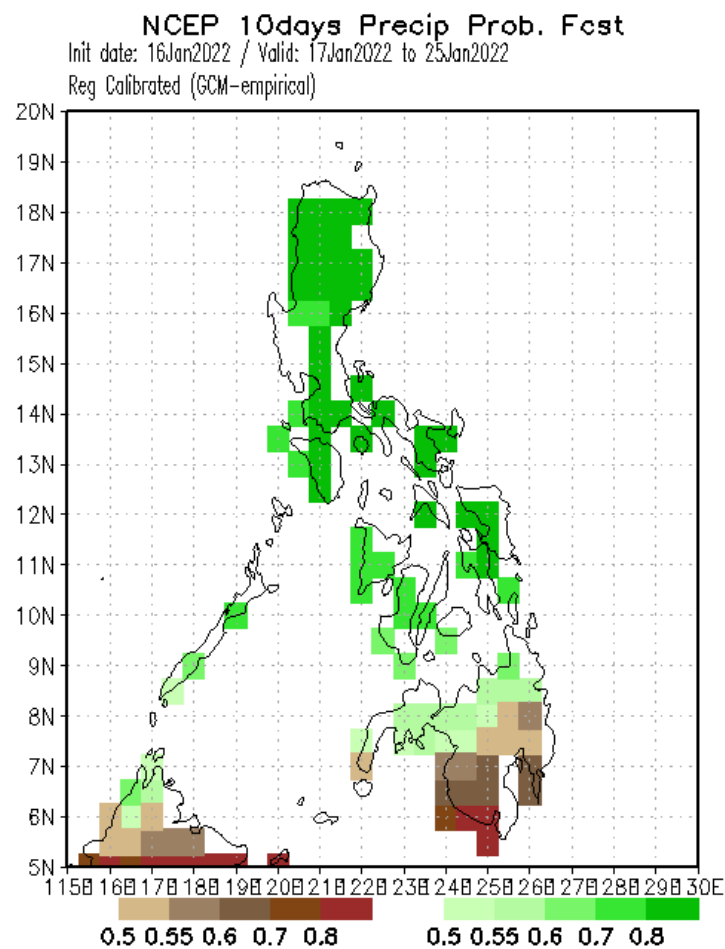 NCEP 10days Precip Prob. Fcst
Init date: 16Jan2022 / Valid: 17Jan2022 to 25Jan2022
Reg Calibrated (GCM-empirical)
20N
19N
18N
17N
16N
15N
14N
13N
12N
11N
10N
9N
8N
7N
6N
5N
0.5 0.55 0.6 0.7 0.8 0.5 0.55 0.6 0.7 0.8